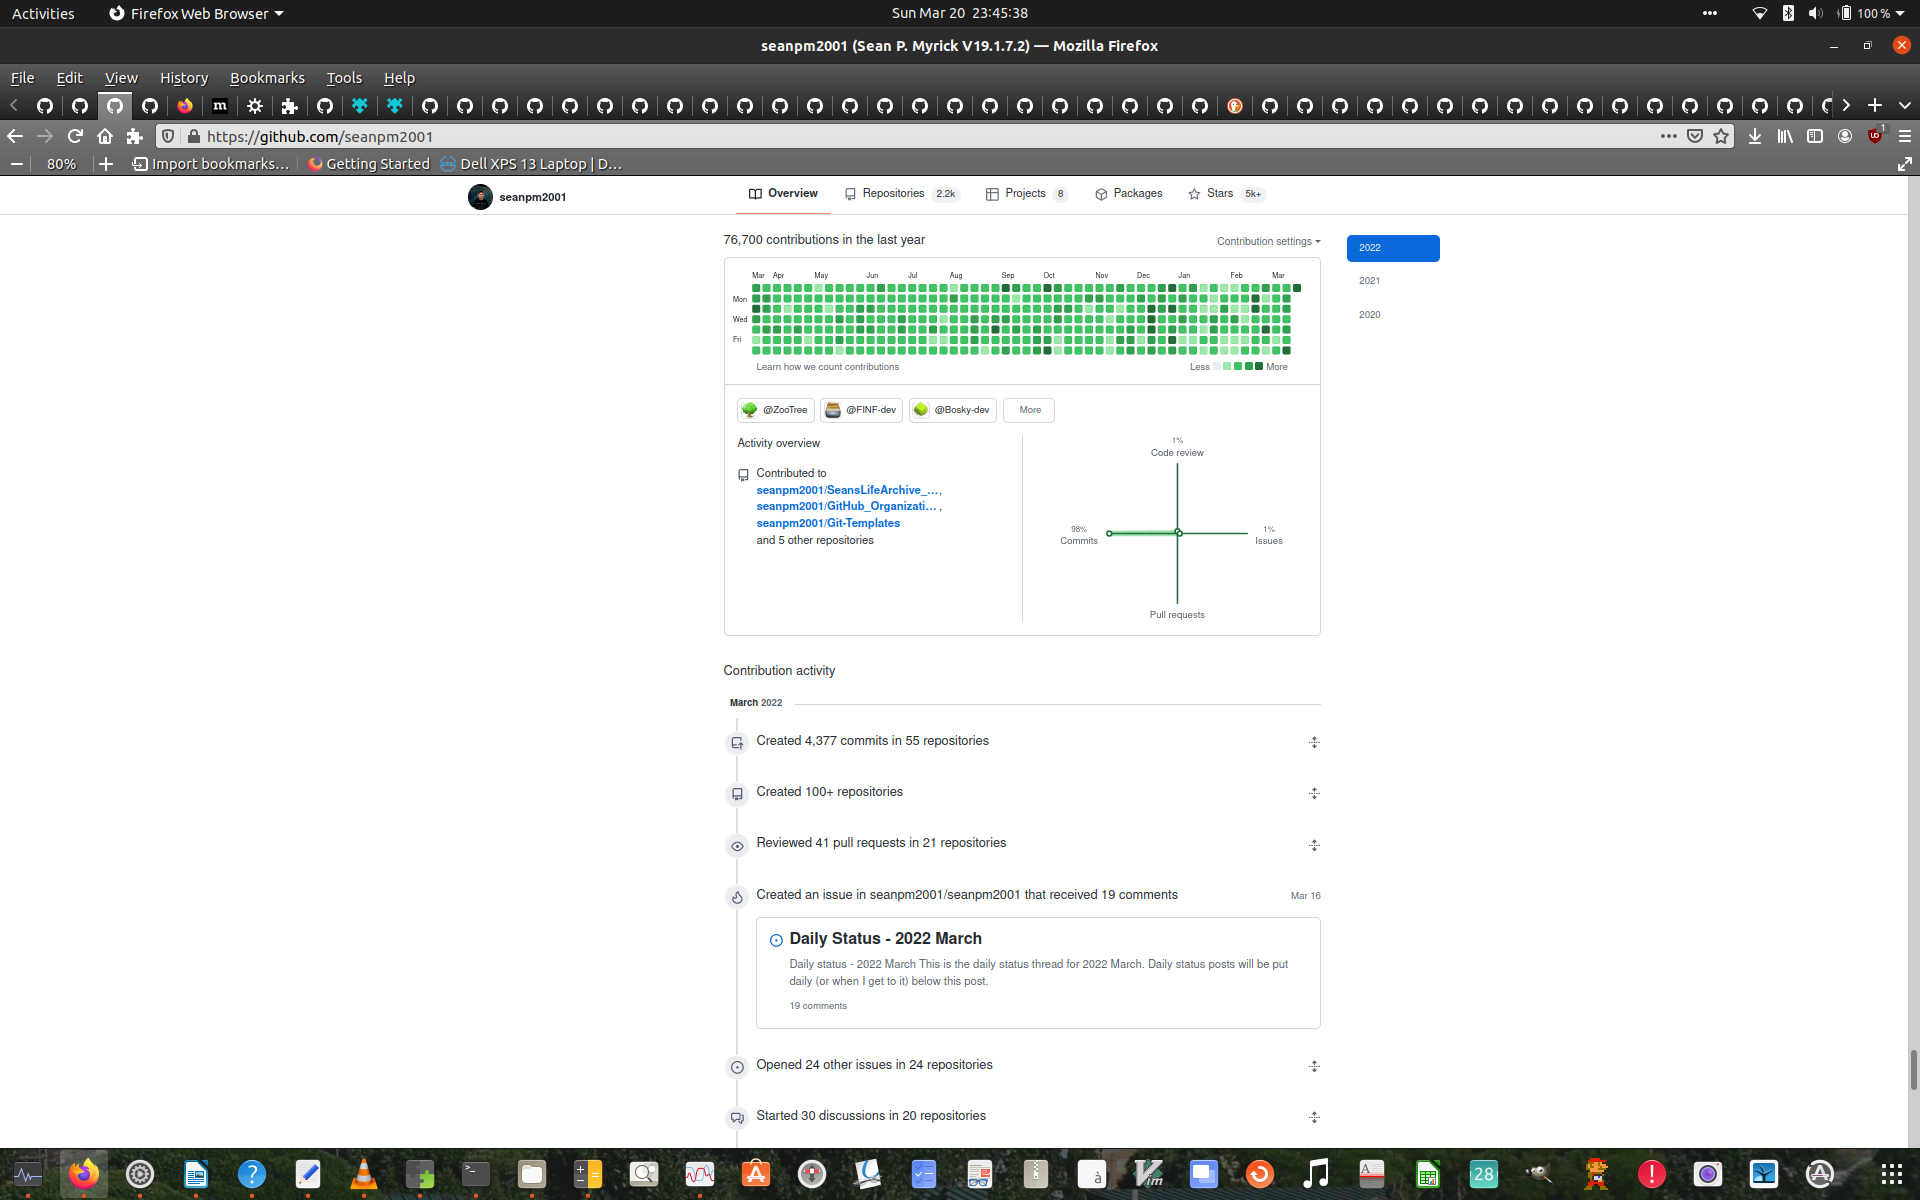 Activities
Firefox Web Browser
Sun Mar 20 23:45:38
100 %
seanpm2001 (Sean P. Myrick V19.1.7.2) — Mozilla Firefox
File Edit View History Bookmarks Tools Help
https://github.com/seanpm2001
1
80%
Import bookmarks...
Getting Started
Dell XPS 13 Laptop | D...
seanpm2001
Overview
Repositories 2.2k
Projects 8
Packages
Stars 5k+
76,700 contributions in the last year
Contribution settings
2022
2021
2020
Mar Apr May Jun Jul Aug Sep Oct Nov Dec Jan Feb Mar
Mon
Wed
Fri
Learn how we count contributions
Less More
@ZooTree
@FINF-dev
@Bosky-dev
More
Activity overview
Contributed to
seanpm2001/SeansLifeArchive_... ,
seanpm2001/GitHub_Organizati... ,
seanpm2001/Git-Templates
and 5 other repositories
1%
Code review
98%
Commits
1%
Issues
Pull requests
Contribution activity
March 2022
Created 4,377 commits in 55 repositories
Created 100+ repositories
Reviewed 41 pull requests in 21 repositories
Created an issue in seanpm2001/seanpm2001 that received 19 comments
Mar 16
Daily Status - 2022 March
Daily status - 2022 March This is the daily status thread for 2022 March. Daily status posts will be put
daily (or when I get to it) below this post.
19 comments
Opened 24 other issues in 24 repositories
Started 30 discussions in 20 repositories
28